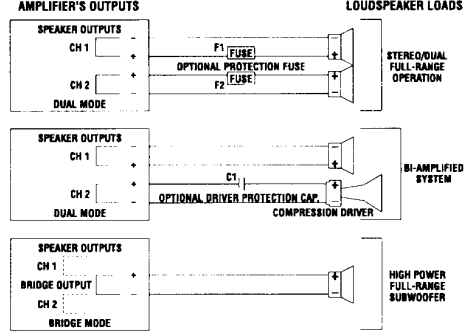 AMPLIFIER'S OUTPUTS
LOUDSPEAKER LOADS
SPEAKER OUTPUTS
CH 1
-
+
F1
FUSE
-
+
OPTIONAL PROTECTION FUSE
CH 2
-
+
FUSE
F2
+
-
DUAL MODE
STEREO/DUAL
FULL-RANGE
OPERATION
SPEAKER OUTPUTS
CH 1
-
+
-
+
CH 2
+
-
C1
+
-
OPTIONAL DRIVER PROTECTION CAP.
DUAL MODE
COMPRESSION DRIVER
BI-AMPLIFIED
SYSTEM
SPEAKER OUTPUTS
CH 1
BRIDGE OUTPUT
+
-
+
-
CH 2
BRIDGE MODE
HIGH POWER
FULL-RANGE
SUBWOOFER